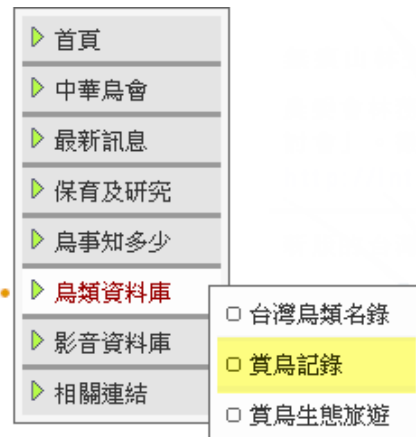 首頁
中華鳥會
最新訊息
保育及研究
鳥事知多少
鳥類資料庫
影音資料庫
相關連結
台灣鳥類名錄
賞鳥記錄
賞鳥生態旅遊